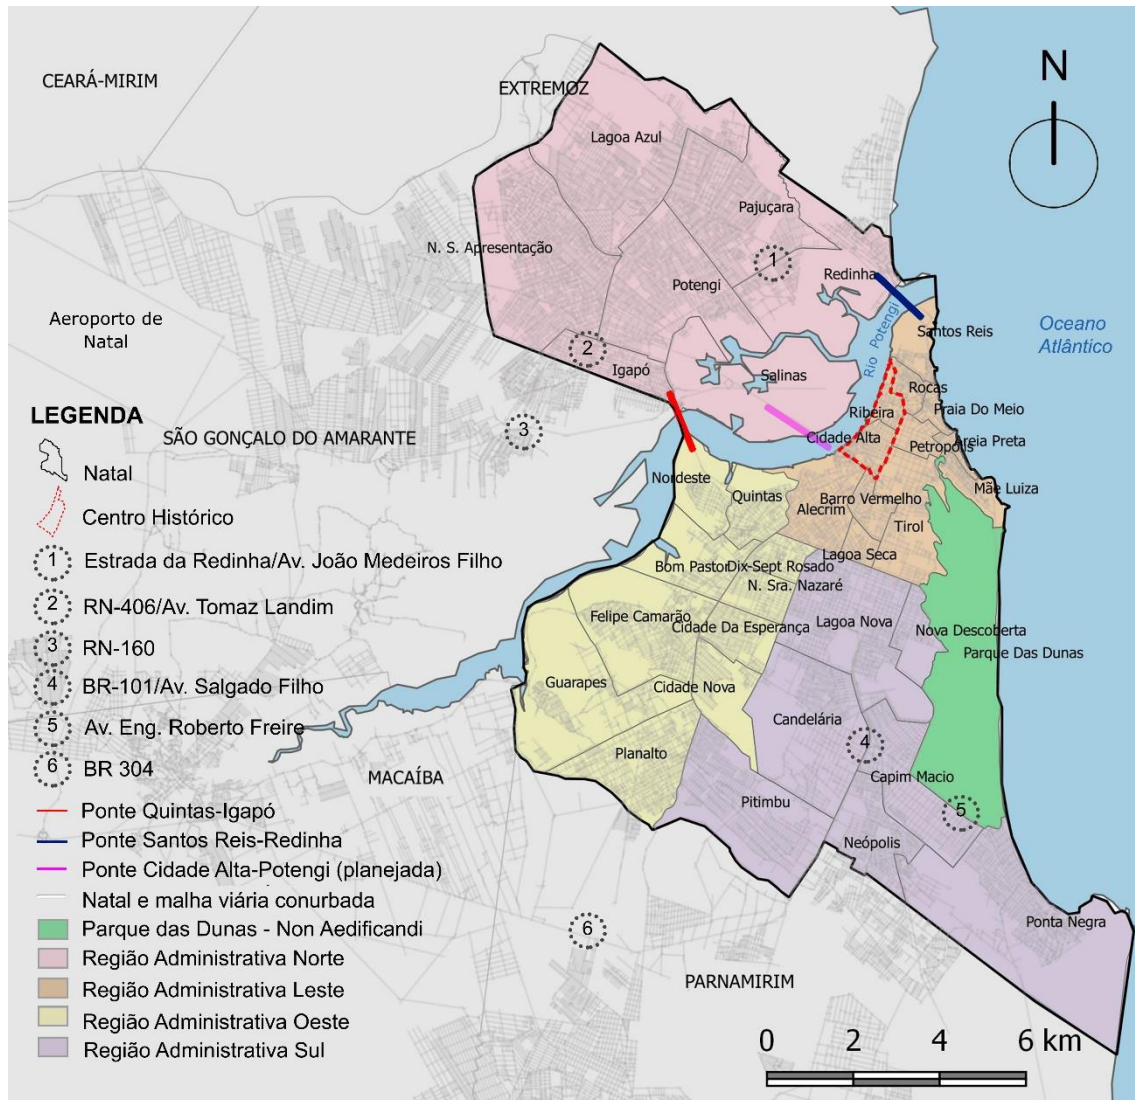 CEARÁ-MIRIM
EXTREMOZ
N
Lagoa Azul
Pajuçara
N. S. Apresentação
1
Redinha
Potengi
Rio Potengi
Aeroporto de
Natal
Santos Reis
Oceano
Atlântico
2
Igapó
Salinas
Rocas
Ribeira
Praia Do Meio
LEGENDA
3
SÃO GONÇALO DO AMARANTE
Cidade Alta
Petropolis
Areia Preta
Natal
Nordeste
Quintas
Mãe Luiza
Barro Vermelho
Alecrim
Tirol
Centro Histórico
Lagoa Seca
1
Estrada da Redinha/Av. João Medeiros Filho
Bom Pastor
Dix-Sept Rosado
N. Sra. Nazaré
2
RN-406/Av. Tomaz Landim
Felipe Camarão
Cidade Da Esperança
Lagoa Nova
Nova Descoberta
Parque Das Dunas
3
RN-160
4
BR-101/Av. Salgado Filho
Guarapes
Cidade Nova
5
Av. Eng. Roberto Freire
Candelária
4
Planalto
6
BR 304
MACAÍBA
Capim Macio
Pitimbu
5
Ponte Quintas-Igapó
Ponte Santos Reis-Redinha
Neópolis
Ponte Cidade Alta-Potengi (planejada)
Natal e malha viária conurbada
Parque das Dunas - Non Aedificandi
6
Ponta Negra
Região Administrativa Norte
PARNAMIRIM
Região Administrativa Leste
Região Administrativa Oeste
Região Administrativa Sul
0 2 4 6 km